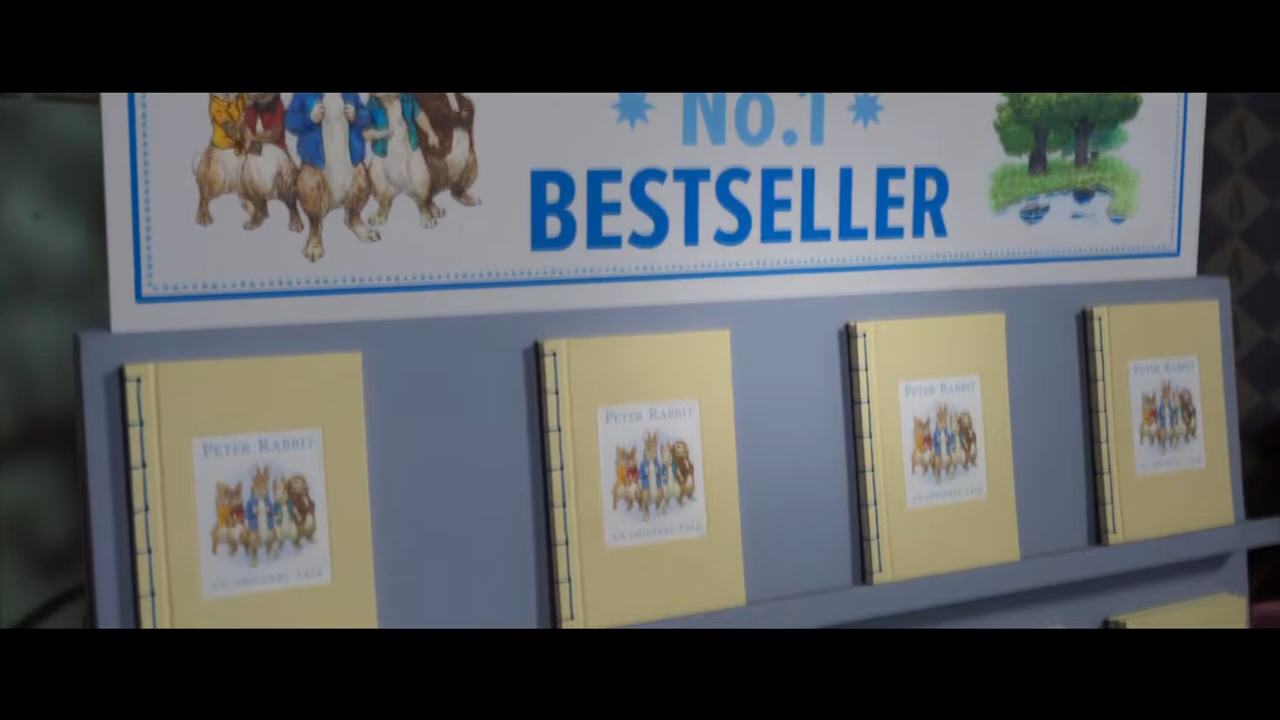 No.1
BESTSELLER
PETER RABBIT
PETER RABBIT
AN ORIGINAL TALE
PETER RABBIT
AN ORIGINAL TALE
PETER RABBIT